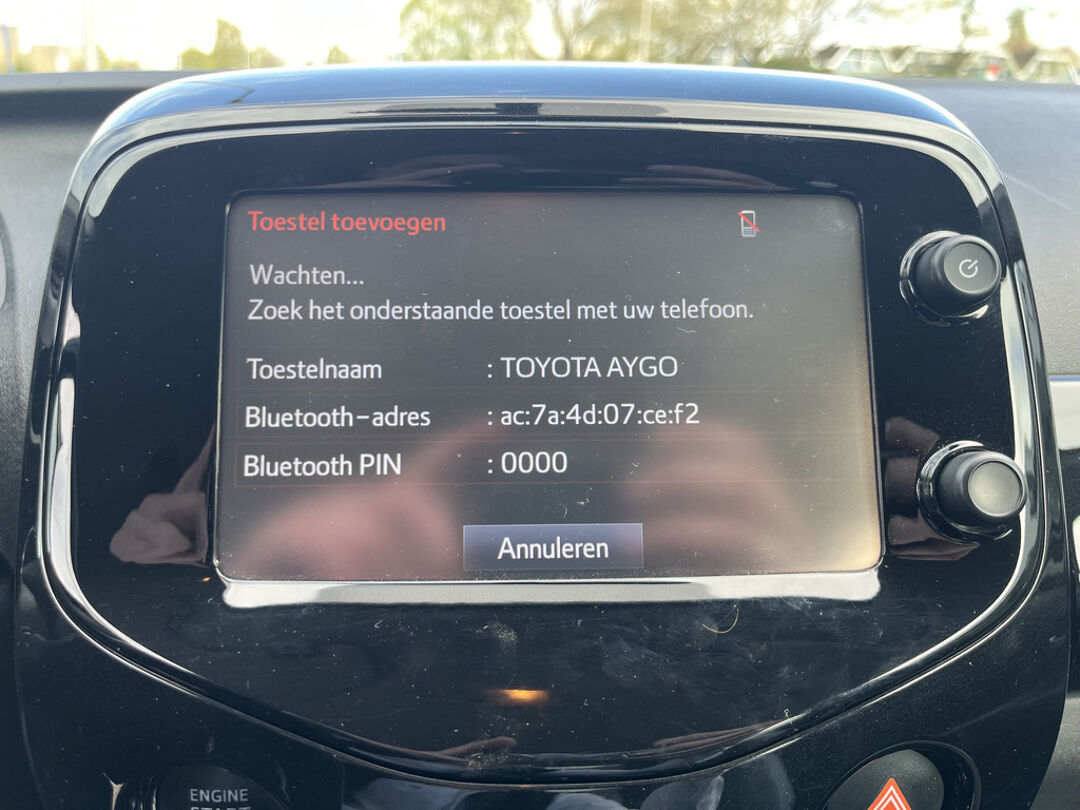 Toestel toevoegen
Wachten...
Zoek het onderstaande toestel met uw telefoon.
Toestelnaam : TOYOTA AYGO
Bluetooth-adres : ac:7a:4d:07:ce:f2
Bluetooth PIN : 0000
Annuleren
ENGINE
START